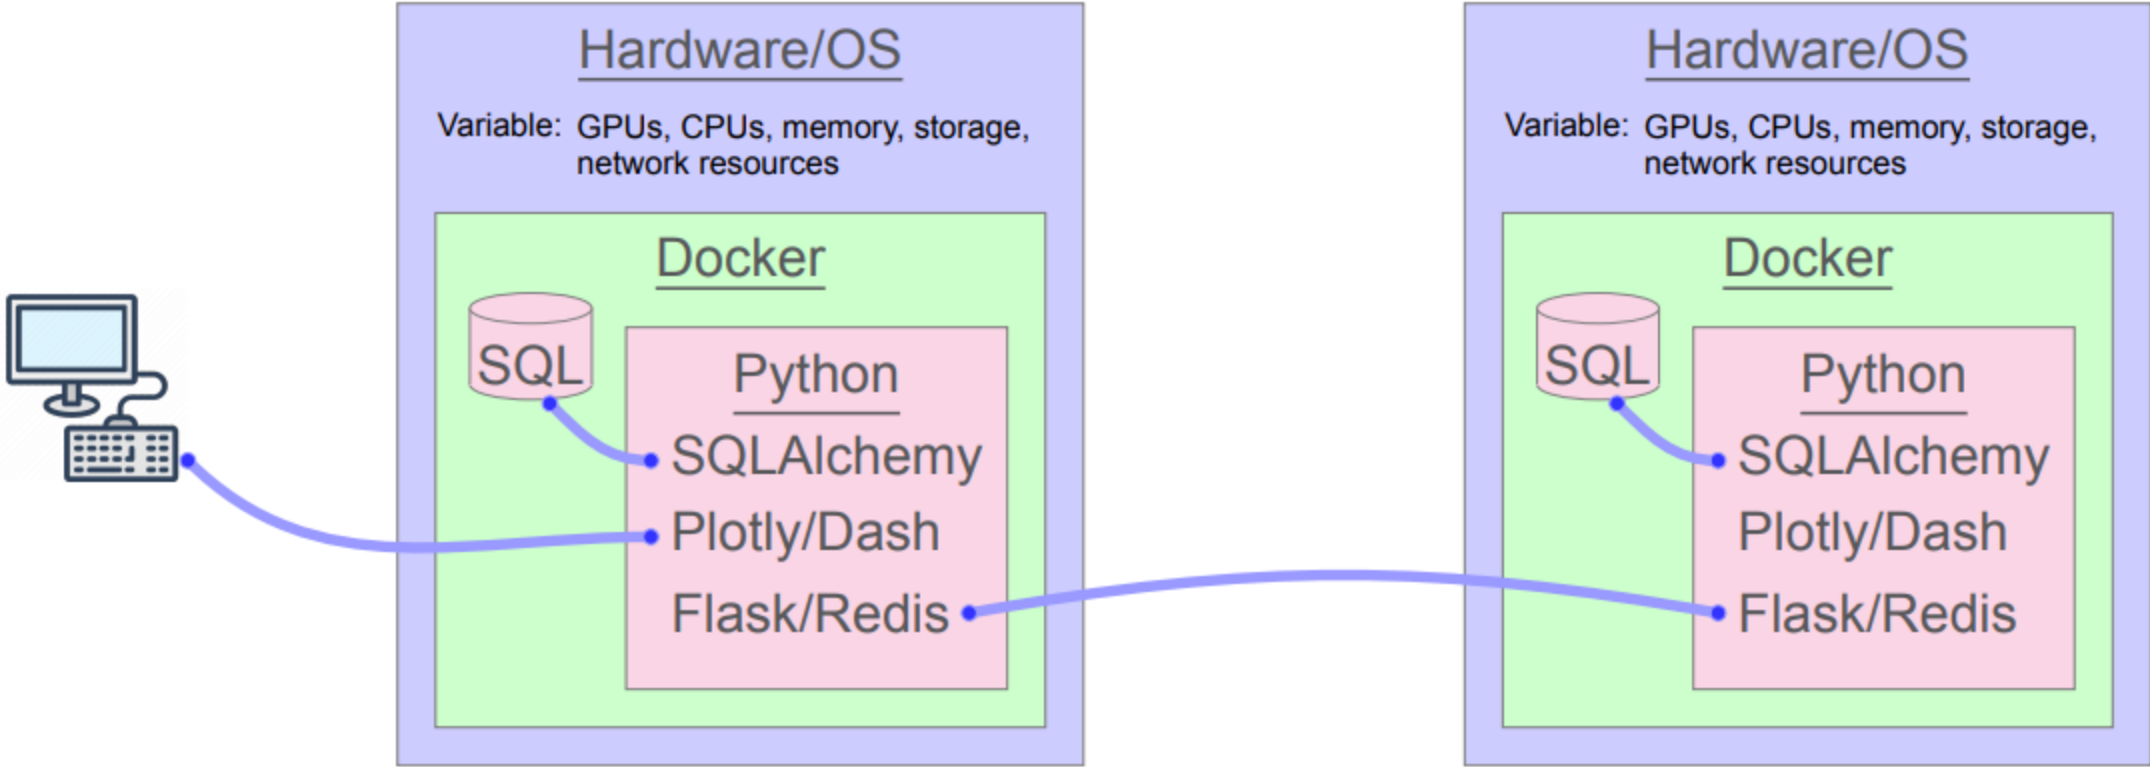 Hardware/OS
Variable: GPUs, CPUs, memory, storage,
network resources
Docker
SQL
Python
SQLAlchemy
Plotly/Dash
Flask/Redis
Hardware/OS
Variable: GPUs, CPUs, memory, storage,
network resources
Docker
SQL
Python
SQLAlchemy
Plotly/Dash
Flask/Redis